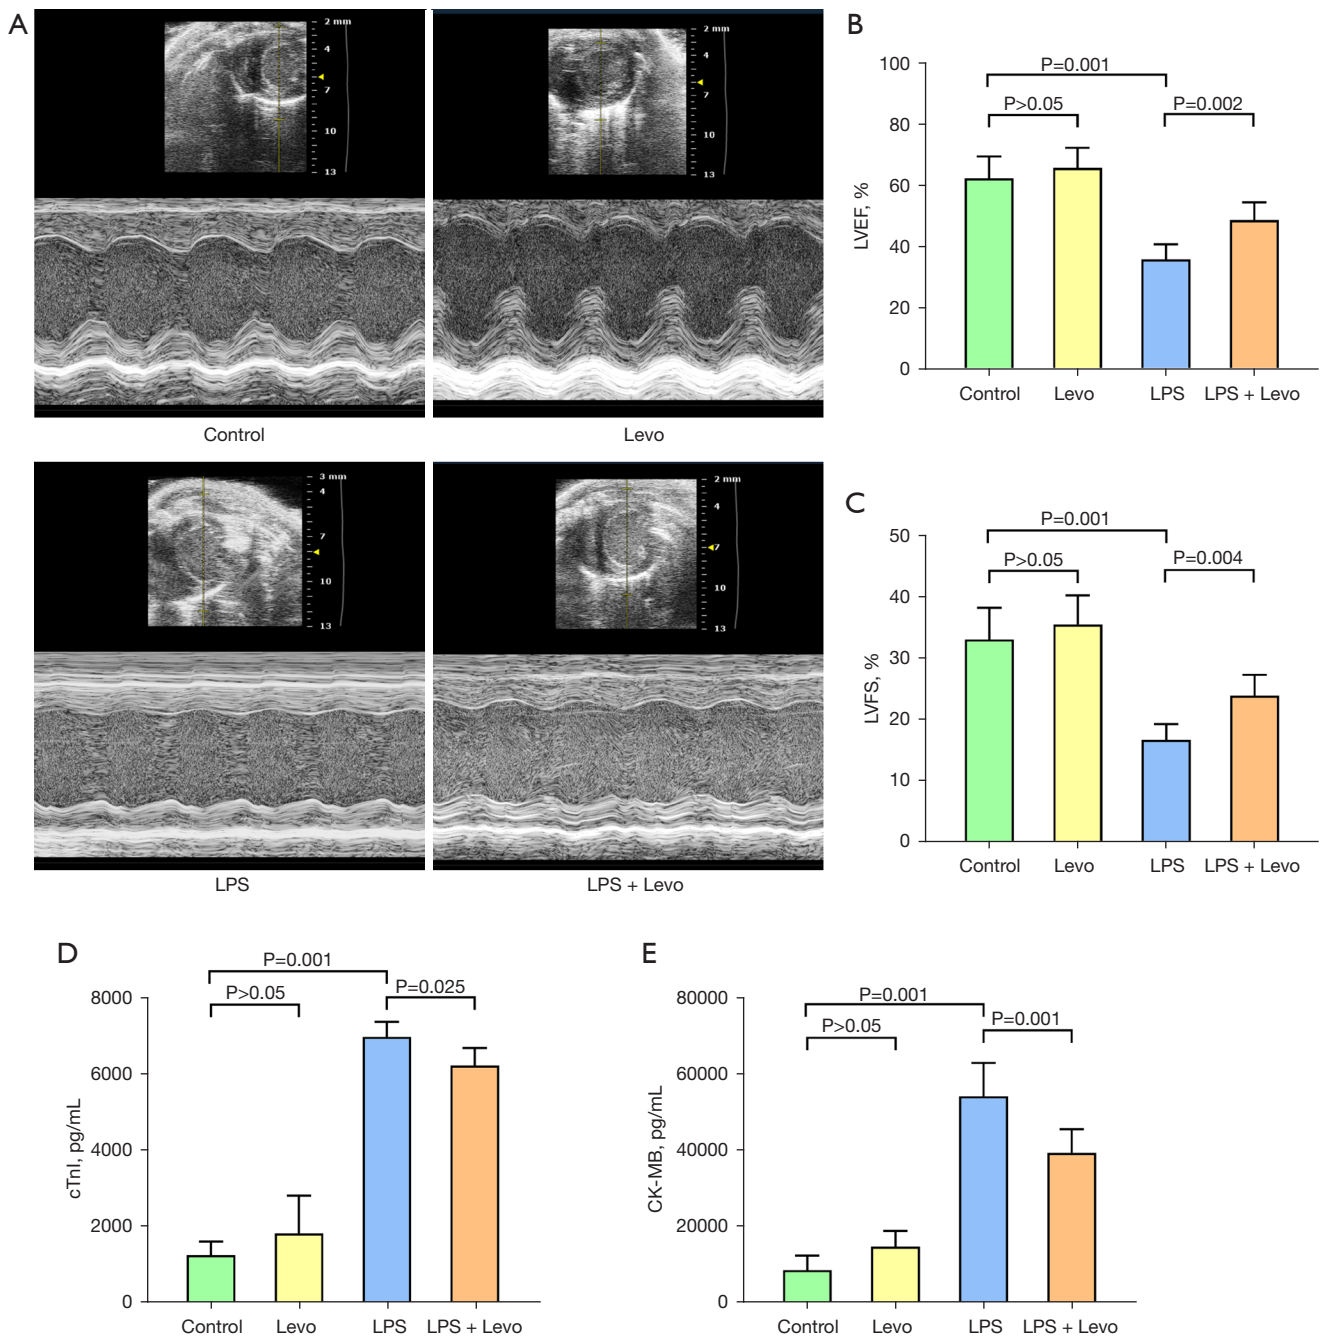 A
2 mm
4
7
10
13
Control
2 mm
4
7
10
13
Levo
3 mm
4
7
10
13
LPS
2 mm
4
7
10
13
LPS + Levo
B
LVEF, %
100
80
60
40
20
0
P=0.001
P>0.05
P=0.002
Control Levo LPS LPS + Levo
C
LVFS, %
50
40
30
20
10
0
P=0.001
P>0.05
P=0.004
Control Levo LPS LPS + Levo
D
cTnI, pg/mL
8000
6000
4000
2000
0
P=0.001
P>0.05
P=0.025
Control Levo LPS LPS + Levo
E
CK-MB, pg/mL
80000
60000
40000
20000
0
P=0.001
P>0.05
P=0.001
Control Levo LPS LPS + Levo